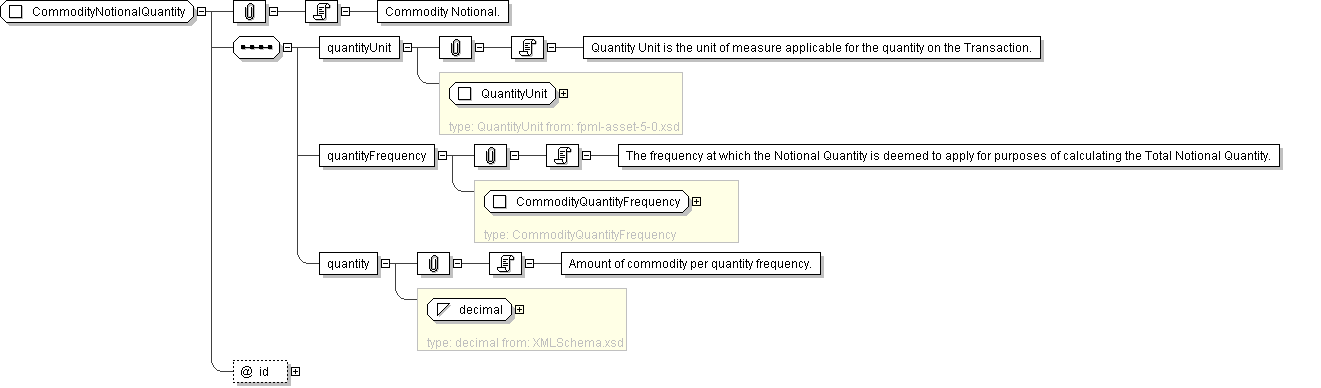 CommodityNotionalQuantity
Commodity Notional.
quantityUnit
Quantity Unit is the unit of measure applicable for the quantity on the Transaction.
QuantityUnit
type: QuantityUnit from: fpml-asset-5-0.xsd
quantityFrequency
The frequency at which the Notional Quantity is deemed to apply for purposes of calculating the Total Notional Quantity.
CommodityQuantityFrequency
type: CommodityQuantityFrequency
quantity
Amount of commodity per quantity frequency.
decimal
type: decimal from: XMLSchema.xsd
@ id